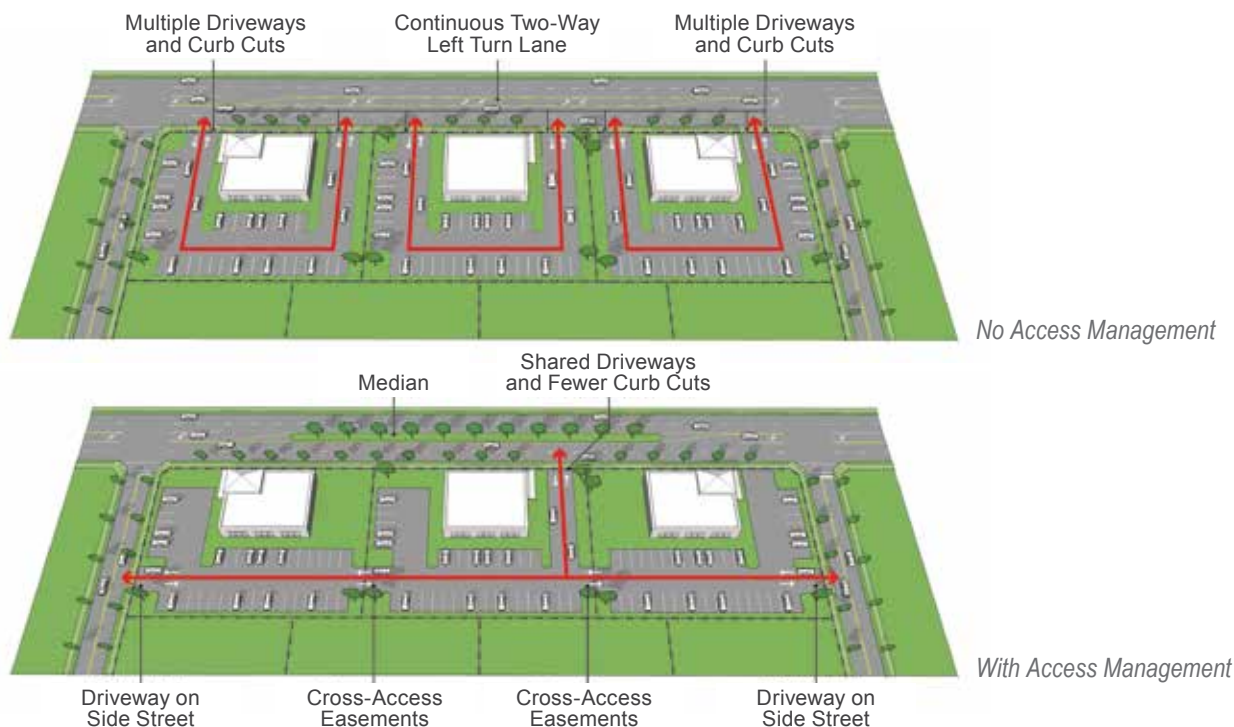 Multiple Driveways
and Curb Cuts
Continuous Two-Way
Left Turn Lane
Multiple Driveways
and Curb Cuts
No Access Management
Median
Shared Driveways
and Fewer Curb Cuts
With Access Management
Driveway on
Side Street
Cross-Access
Easements
Cross-Access
Easements
Driveway on
Side Street